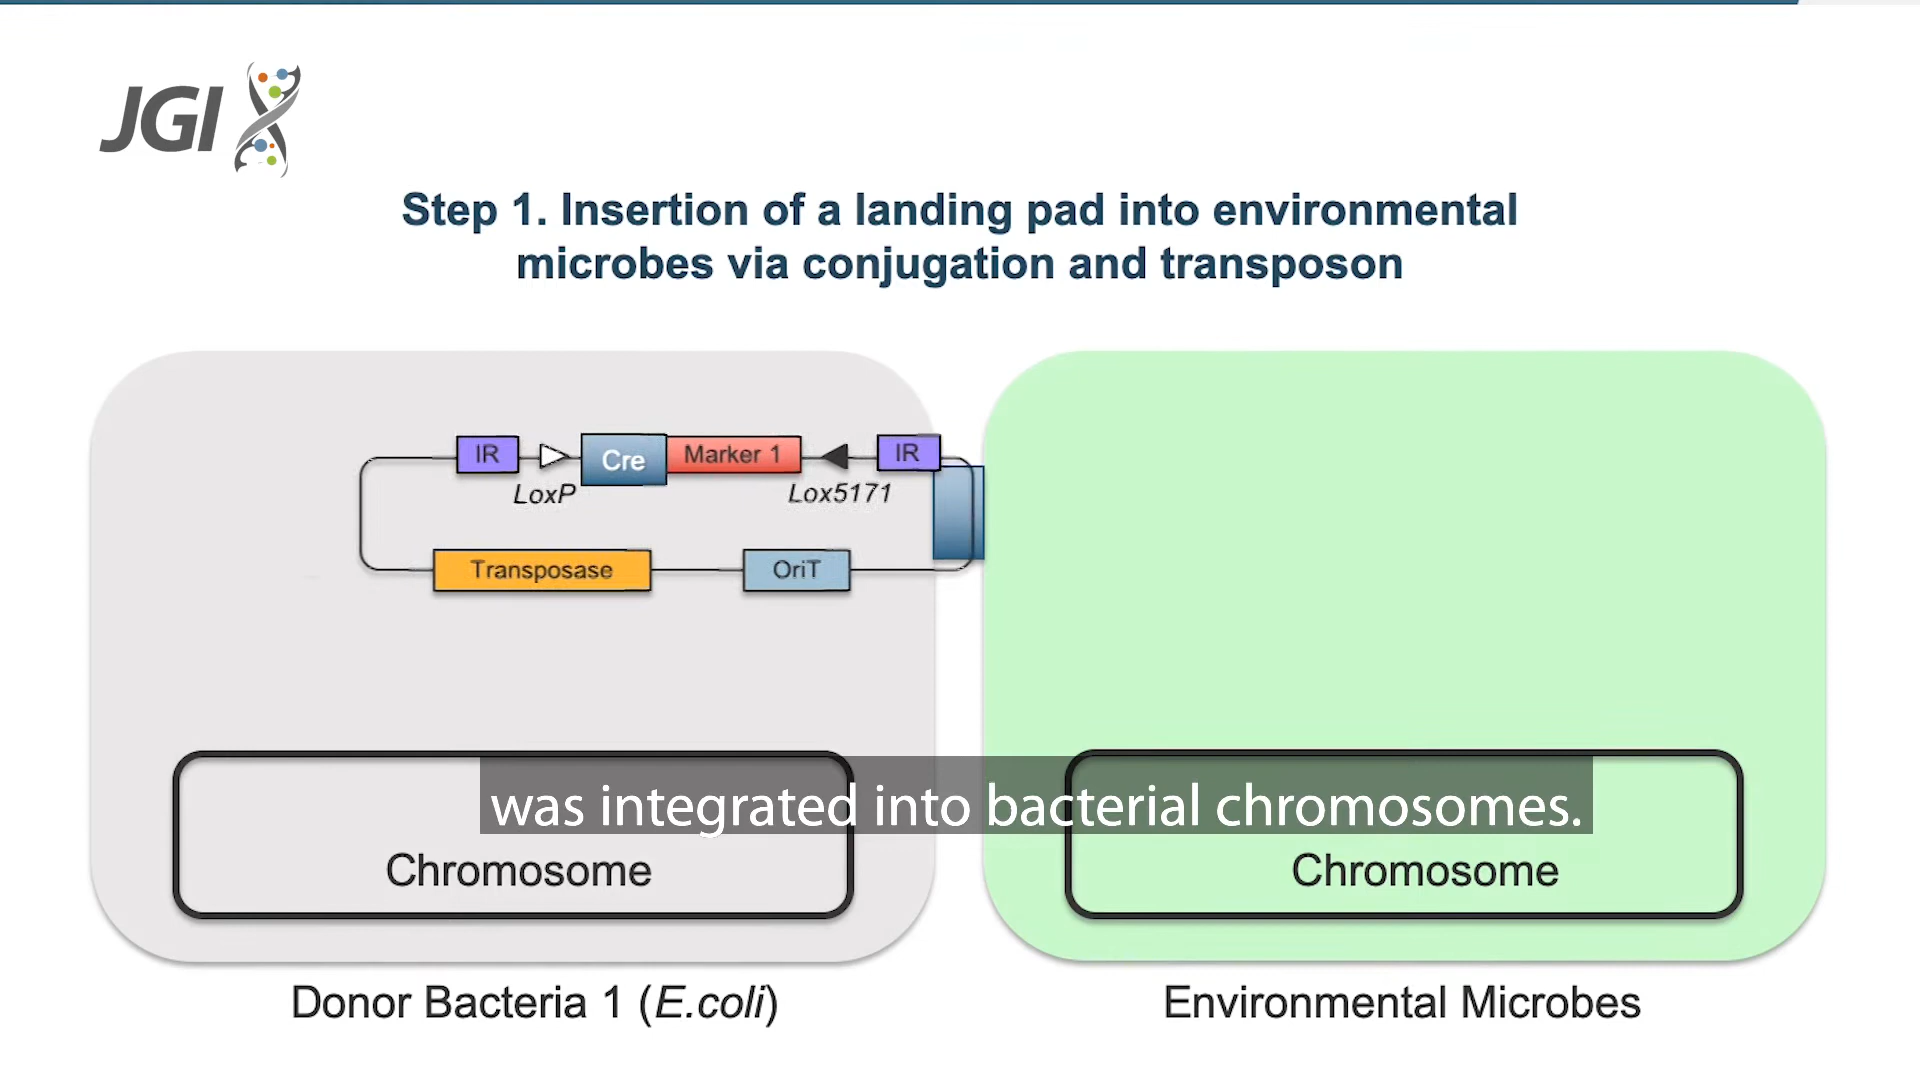 JGI
Step 1. Insertion of a landing pad into environmental
microbes via conjugation and transposon
IR
Cre
Marker 1
IR
LoxP
Lox5171
Transposase
OriT
was integrated into bacterial chromosomes.
Chromosome
Chromosome
Donor Bacteria 1 (E.coli)
Environmental Microbes